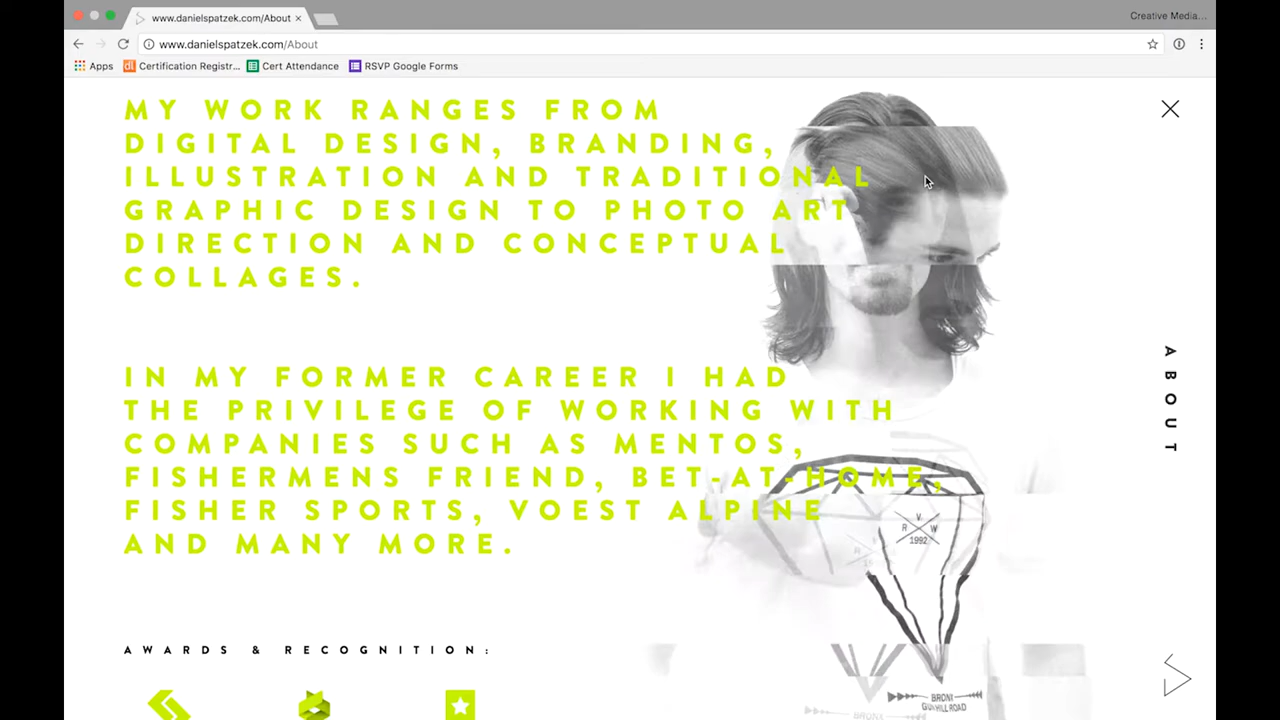 www.danielspatzek.com/About
Creative Media...
www.danielspatzek.com/About
Apps
Certification Registr...
Cert Attendance
RSVP Google Forms
MY WORK RANGES FROM
DIGITAL DESIGN, BRANDING,
ILLUSTRATION AND TRADITIONAL
GRAPHIC DESIGN TO PHOTO ART
DIRECTION AND CONCEPTUAL
COLLAGES.
ABOUT
IN MY FORMER CAREER I HAD
THE PRIVILEGE OF WORKING WITH
COMPANIES SUCH AS MENTOS,
FISHERMENS FRIEND, BET-AT-HOME,
FISHER SPORTS, VOEST ALPINE
AND MANY MORE.
V.
R W
1992
AWARDS & RECOGNITION:
BRONX
GUNHILL ROAD
BRONX